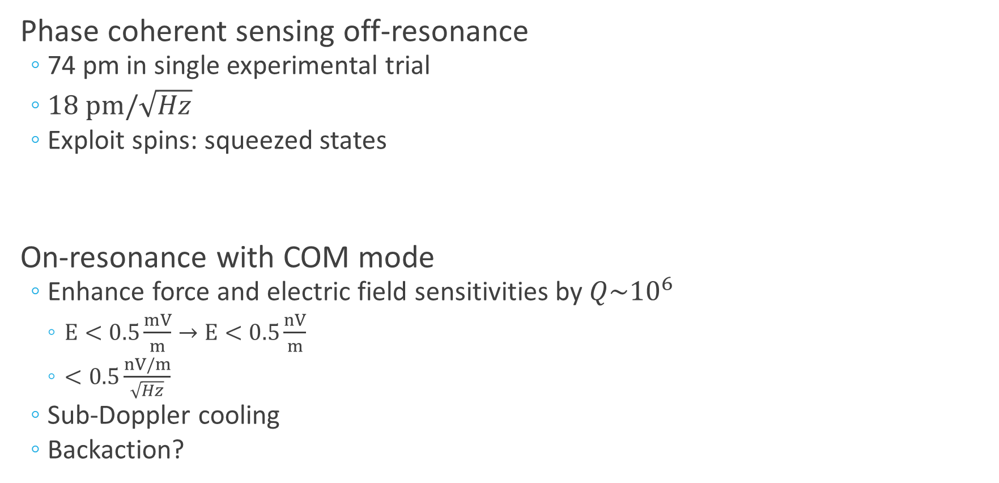 Phase coherent sensing off-resonance
◦ 74 pm in single experimental trial
◦ 18 pm/√Hz
◦ Exploit spins: squeezed states
On-resonance with COM mode
◦ Enhance force and electric field sensitivities by Q~10⁶
◦ E < 0.5 mV/m → E < 0.5 nV/m
◦ < 0.5 (nV/m)/√Hz
◦ Sub-Doppler cooling
◦ Backaction?